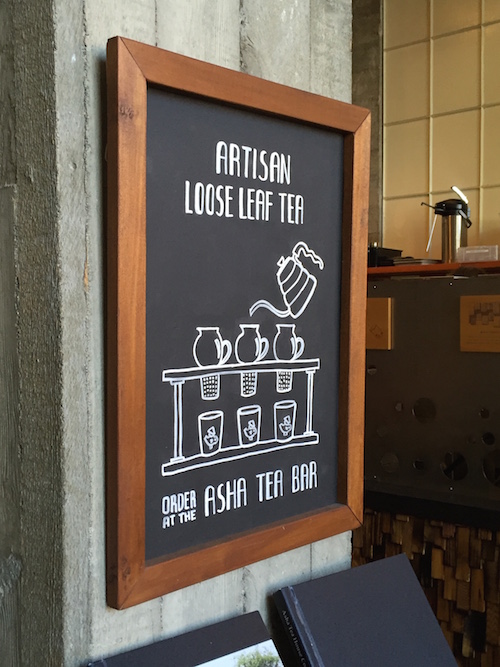 ARTISAN
LOOSE LEAF TEA
ORDER
AT THE
ASHA TEA BAR